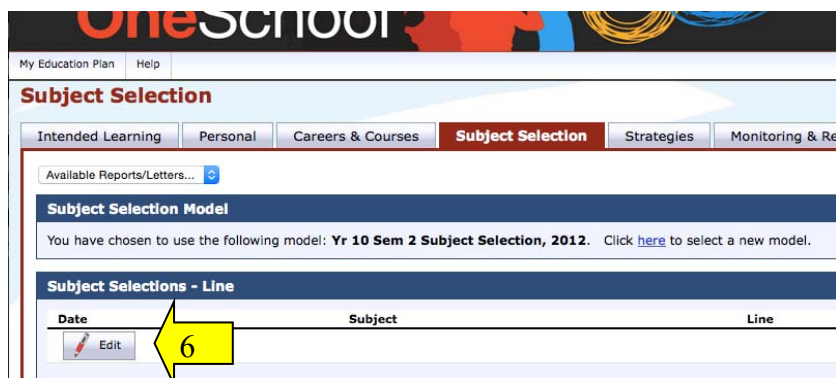 OneSchool
My Education Plan Help
Subject Selection
Intended Learning Personal Careers & Courses Subject Selection Strategies Monitoring & Re
Available Reports/Letters...
Subject Selection Model
You have chosen to use the following model: Yr 10 Sem 2 Subject Selection, 2012. Click here to select a new model.
Subject Selections - Line
Date Subject Line
Edit 6